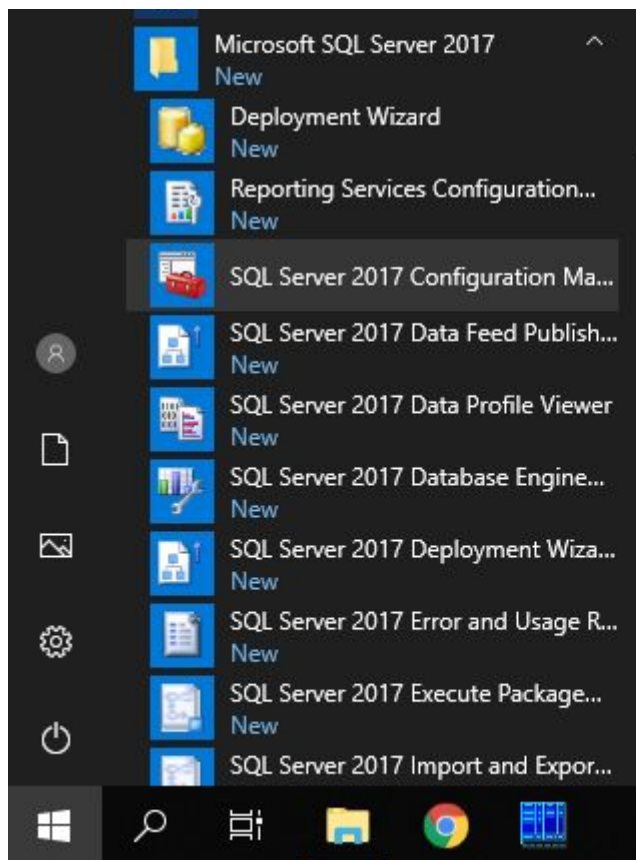 Microsoft SQL Server 2017
New
Deployment Wizard
New
Reporting Services Configuration...
New
SQL Server 2017 Configuration Ma...
SQL Server 2017 Data Feed Publish...
New
SQL Server 2017 Data Profile Viewer
New
SQL Server 2017 Database Engine...
New
SQL Server 2017 Deployment Wiza...
New
SQL Server 2017 Error and Usage R...
New
SQL Server 2017 Execute Package...
New
SQL Server 2017 Import and Expor...